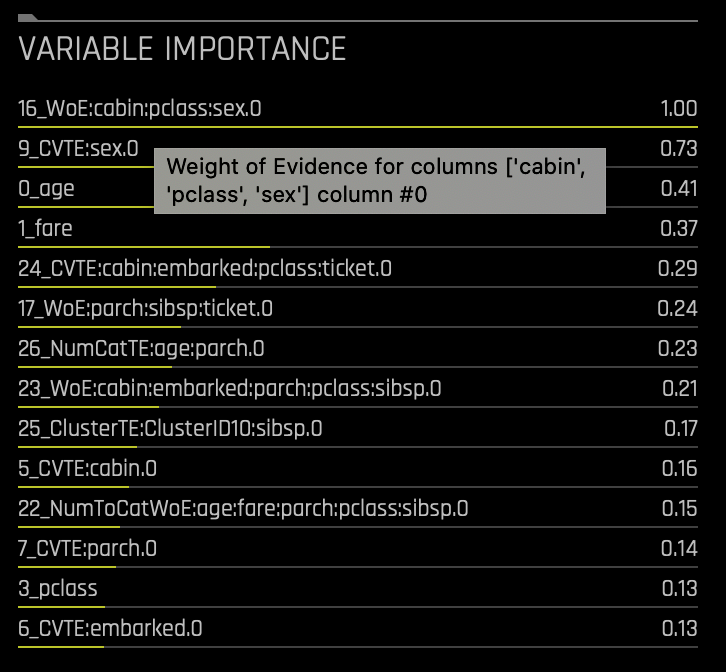 VARIABLE IMPORTANCE
16_WoE:cabin:pclass:sex.0 1.00
9_CVTE:sex.0 0.73
Weight of Evidence for columns ['cabin',
'pclass', 'sex'] column #0
0_age 0.41
1_fare 0.37
24_CVTE:cabin:embarked:pclass:ticket.0 0.29
17_WoE:parch:sibsp:ticket.0 0.24
26_NumCatTE:age:parch.0 0.23
23_WoE:cabin:embarked:parch:pclass:sibsp.0 0.21
25_ClusterTE:ClusterID10:sibsp.0 0.17
5_CVTE:cabin.0 0.16
22_NumToCatWoE:age:fare:parch:pclass:sibsp.0 0.15
7_CVTE:parch.0 0.14
3_pclass 0.13
6_CVTE:embarked.0 0.13